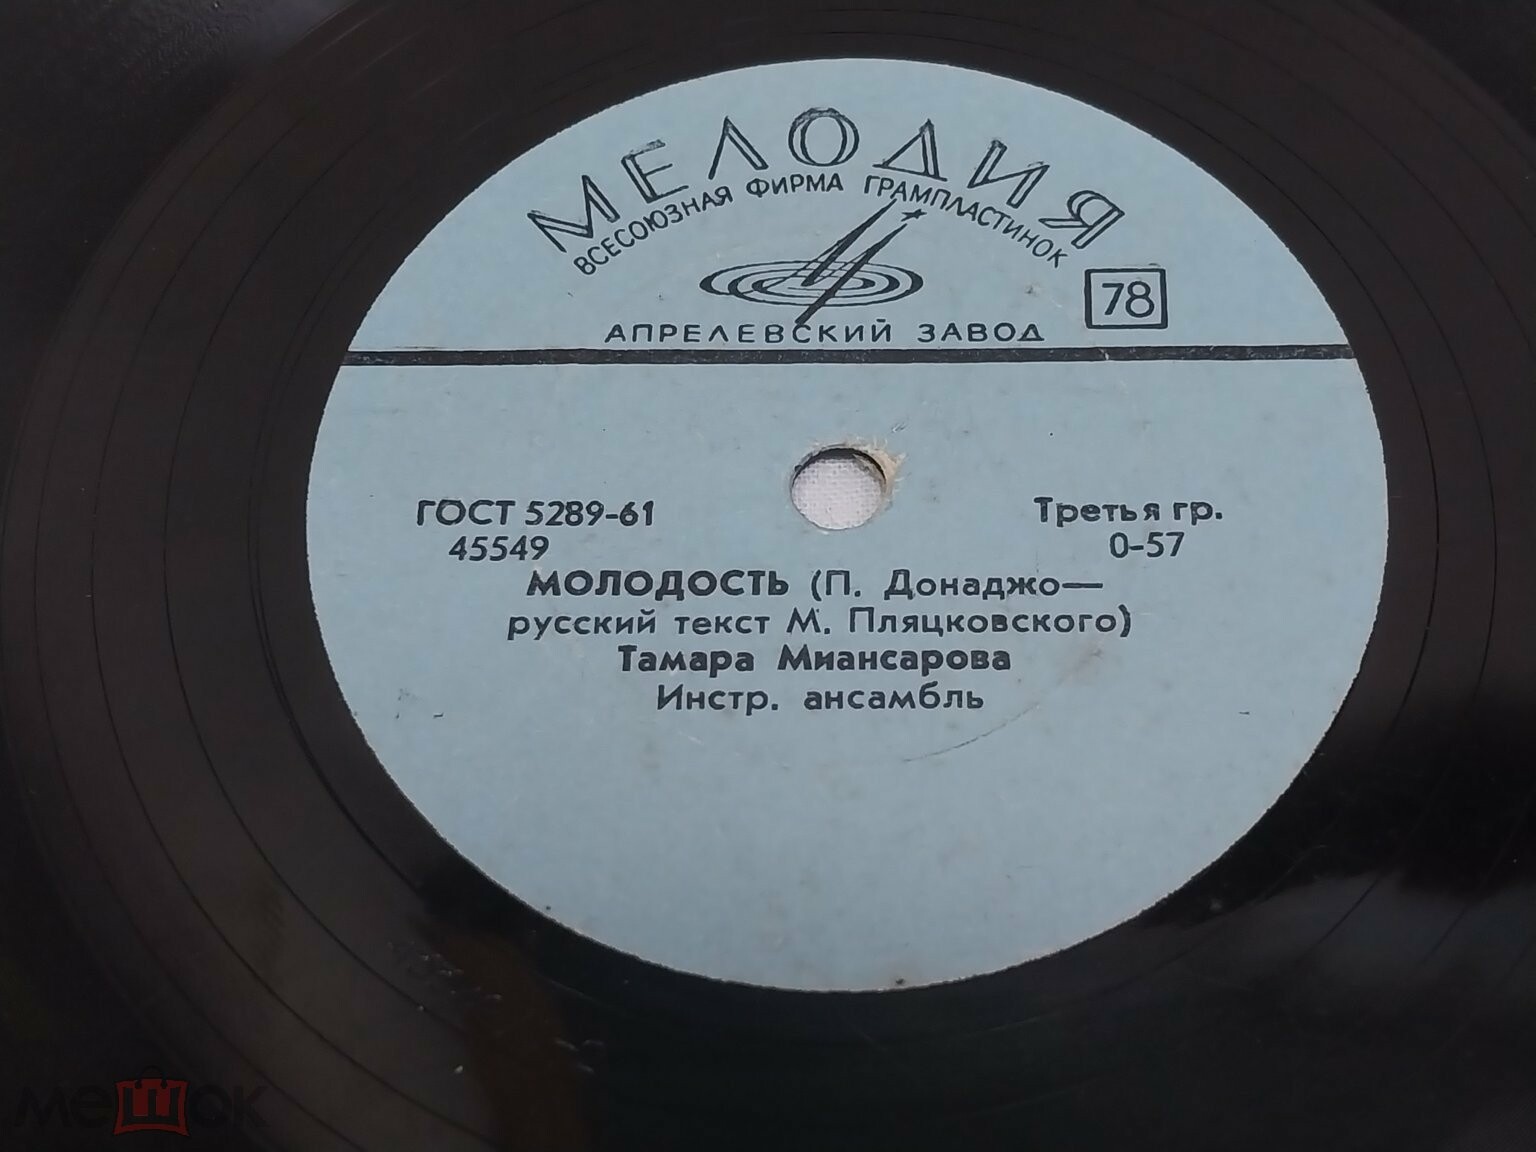 МЕЛОДИЯ
ВСЕСОЮЗНАЯ ФИРМА ГРАМПЛАСТИНОК
78
АПРЕЛЕВСКИЙ ЗАВОД
ГОСТ 5289-61 Третья гр.
45549 0-57
МОЛОДОСТЬ (П. Донаджо—
русский текст М. Пляцковского)
Тамара Миансарова
Инстр. ансамбль
мешок